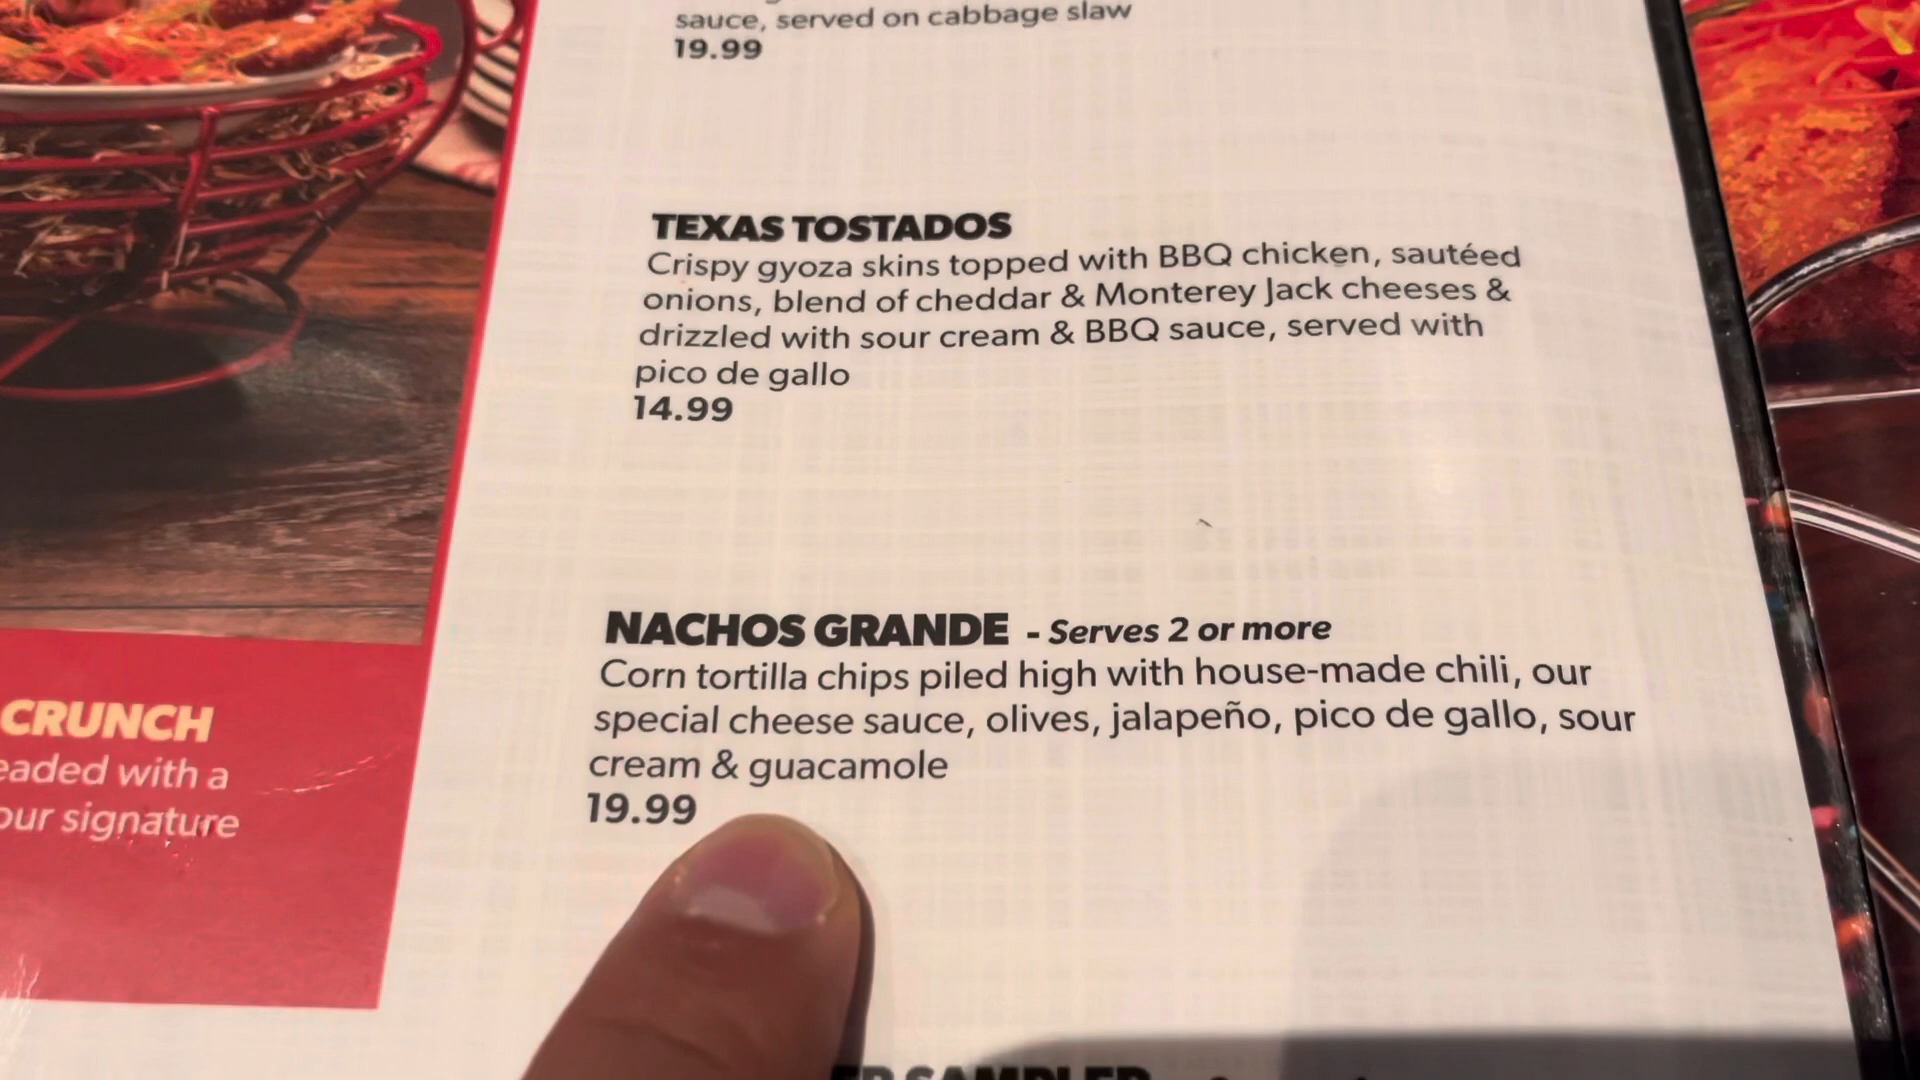 sauce, served on cabbage slaw
19.99
TEXAS TOSTADOS
Crispy gyoza skins topped with BBQ chicken, sautéed
onions, blend of cheddar & Monterey Jack cheeses &
drizzled with sour cream & BBQ sauce, served with
pico de gallo
14.99
NACHOS GRANDE - Serves 2 or more
Corn tortilla chips piled high with house-made chili, our
special cheese sauce, olives, jalapeño, pico de gallo, sour
cream & guacamole
19.99
CRUNCH
eaded with a
our signature
SAMPLER